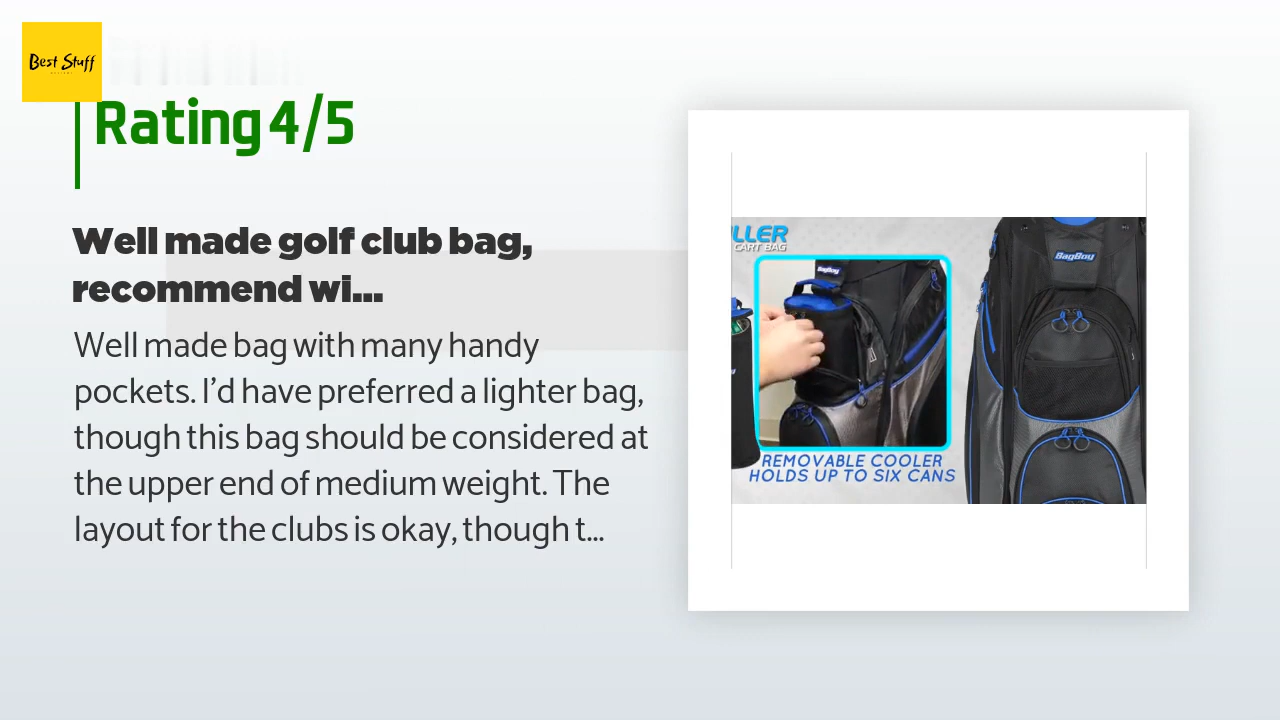 Best Stuff
Rating 4/5
Well made golf club bag,
recommend wi...
Well made bag with many handy
pockets. I'd have preferred a lighter bag,
though this bag should be considered at
the upper end of medium weight. The
layout for the clubs is okay, though t...
LLER
CART BAG
BagBoy
BagBoy
REMOVABLE COOLER
HOLDS UP TO SIX CANS